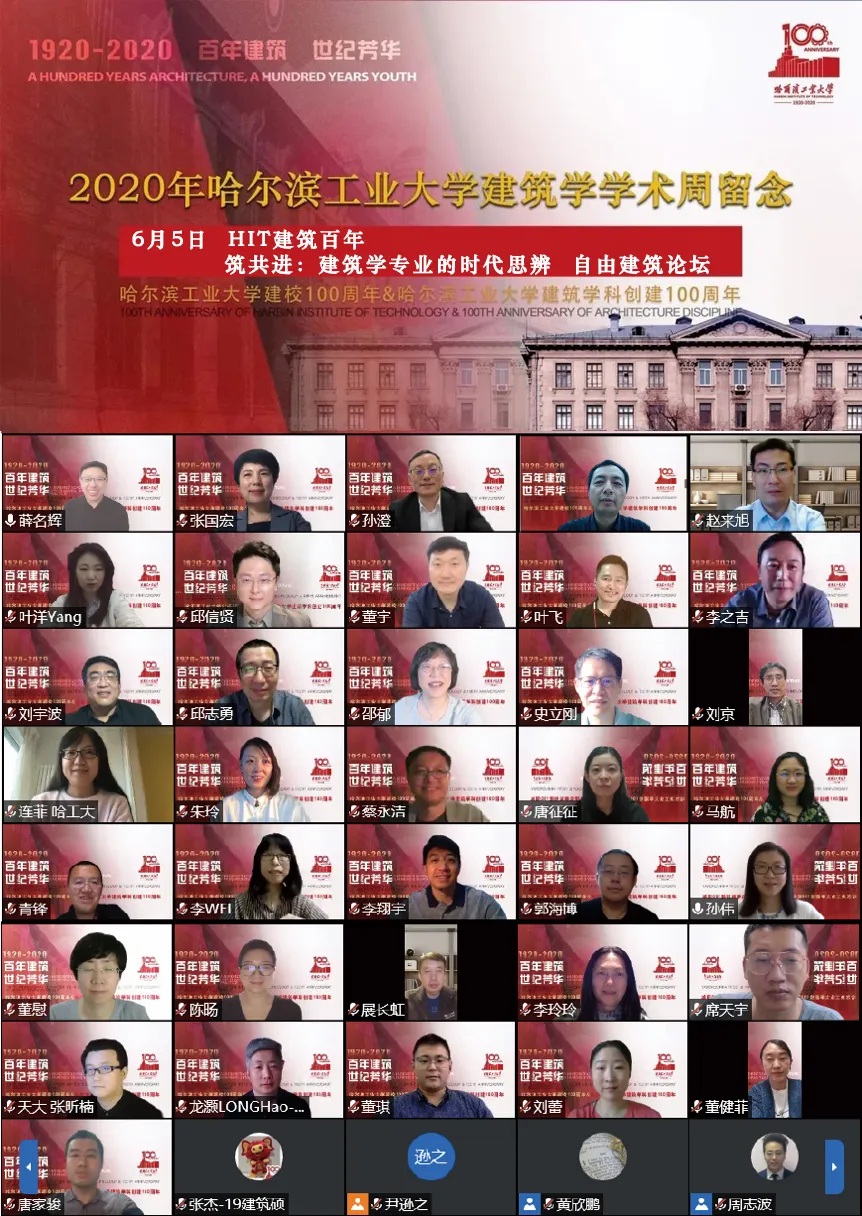 1920-2020 百年建筑 世纪芳华
A HUNDRED YEARS ARCHITECTURE, A HUNDRED YEARS YOUTH
100th
ANNIVERSARY
哈爾濱工業大學
HARBIN INSTITUTE OF TECHNOLOGY
1920-2020
2020年哈尔滨工业大学建筑学学术周留念
6月5日 HIT建筑百年
筑共进：建筑学专业的时代思辨 自由建筑论坛
哈尔滨工业大学建校100周年&哈尔滨工业大学建筑学科创建100周年
100TH ANNIVERSARY OF HARBIN INSTITUTE OF TECHNOLOGY & 100TH ANNIVERSARY OF ARCHITECTURE DISCIPLINE
薛名辉
张国宏
孙澄
赵来旭
叶洋Yang
邱信贤
董宇
叶飞
李之吉
刘宇波
邱志勇
邵郁
史立刚
刘京
连菲 哈工大
朱玲
蔡永洁
唐征征
马航
青锋
李WEI
李翔宇
郭海博
孙伟
董慰
陈旸
展长虹
李玲玲
席天宇
天大 张昕楠
龙灏LONGHao-...
董琪
刘蕾
董健菲
唐家骏
张杰-19建筑硕
逊之
尹逊之
黄欣鹏
周志波